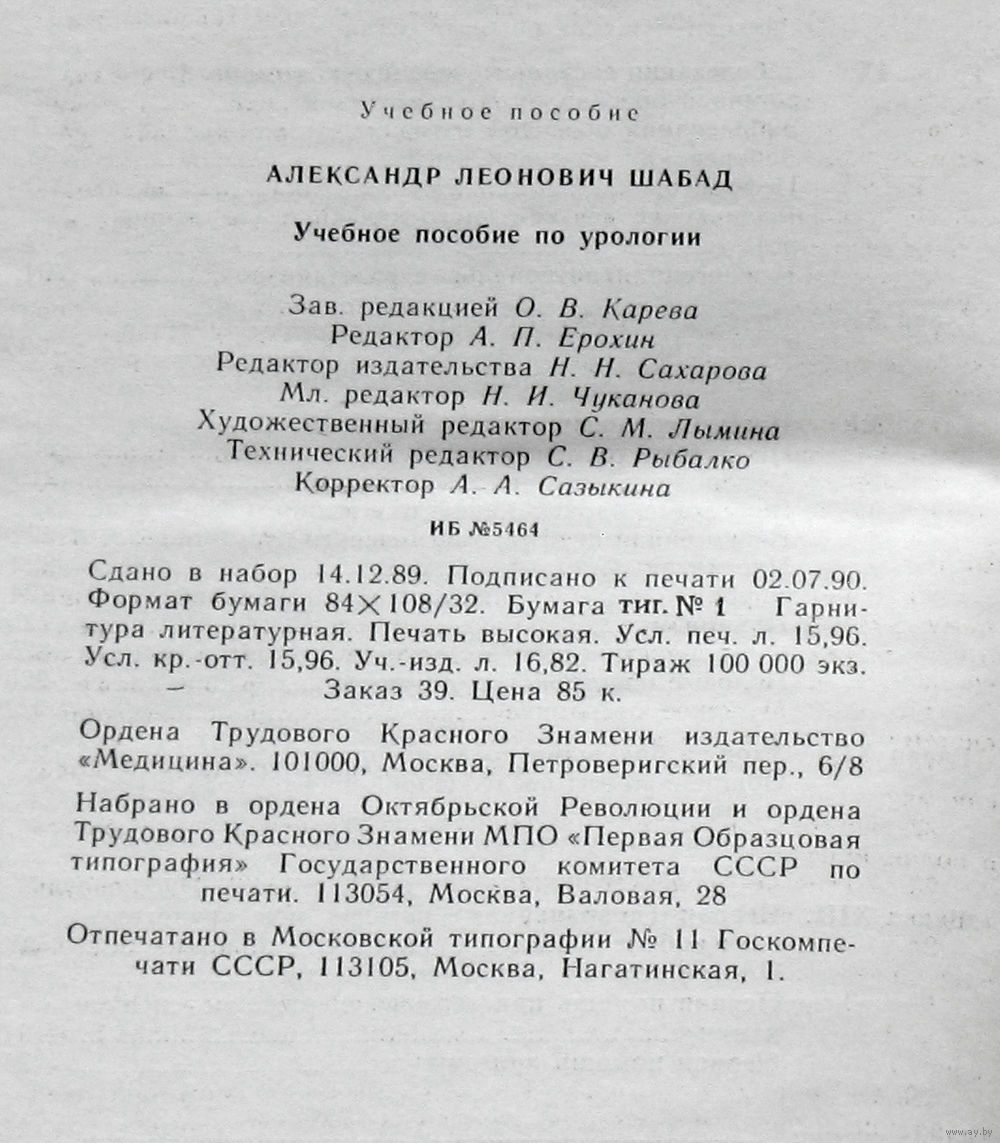 Учебное пособие
АЛЕКСАНДР ЛЕОНОВИЧ ШАБАД
Учебное пособие по урологии
Зав. редакцией О. В. Карева
Редактор А. П. Ерохин
Редактор издательства Н. Н. Сахарова
Мл. редактор Н. И. Чуканова
Художественный редактор С. М. Лымина
Технический редактор С. В. Рыбалко
Корректор А. А. Сазыкина
ИБ №5464
Сдано в набор 14.12.89. Подписано к печати 02.07.90.
Формат бумаги 84×108/32. Бумага тиг. № 1 Гарни-
тура литературная. Печать высокая. Усл. печ. л. 15,96.
Усл. кр.-отт. 15,96. Уч.-изд. л. 16,82. Тираж 100 000 экз.
Заказ 39. Цена 85 к.
Ордена Трудового Красного Знамени издательство
«Медицина». 101000, Москва, Петроверигский пер., 6/8
Набрано в ордена Октябрьской Революции и ордена
Трудового Красного Знамени МПО «Первая Образцовая
типография» Государственного комитета СССР по
печати. 113054, Москва, Валовая, 28
Отпечатано в Московской типографии № 11 Госкомпе-
чати СССР, 113105, Москва, Нагатинская, 1.
www.ay.by